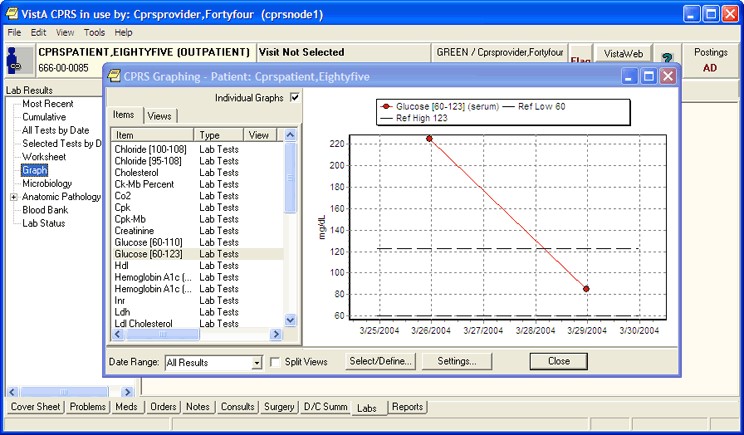 VistA CPRS in use by: Cprsprovider,Fortyfour (cprsnode1)
File Edit View Tools Help
CPRSPATIENT,EIGHTYFIVE (OUTPATIENT) Visit Not Selected GREEN / Cprsprovider,Fortyfour Flag VistaWeb ? Postings
666-00-0085 AD
CPRS Graphing - Patient: Cprspatient,Eightyfive
Lab Results
Most Recent
Cumulative
All Tests by Date
Selected Tests by D
Worksheet
Graph
Microbiology
Anatomic Pathology
Blood Bank
Lab Status
Individual Graphs
Items Views
Item Type View
Chloride [100-108] Lab Tests
Chloride [95-108] Lab Tests
Cholesterol Lab Tests
Ck-Mb Percent Lab Tests
Co2 Lab Tests
Cpk Lab Tests
Cpk-Mb Lab Tests
Creatinine Lab Tests
Glucose [60-110] Lab Tests
Glucose [60-123] Lab Tests
Hdl Lab Tests
Hemoglobin A1c (... Lab Tests
Hemoglobin A1c (... Lab Tests
Inr Lab Tests
Ldh Lab Tests
Ldl Cholesterol Lab Tests
Glucose [60-123] (serum) Ref Low 60
Ref High 123
220
200
180
160
140
120
100
80
60
mg/dL
3/25/2004 3/26/2004 3/27/2004 3/28/2004 3/29/2004 3/30/2004
Date Range: All Results Split Views Select/Define... Settings... Close
Cover Sheet Problems Meds Orders Notes Consults Surgery D/C Summ Labs Reports